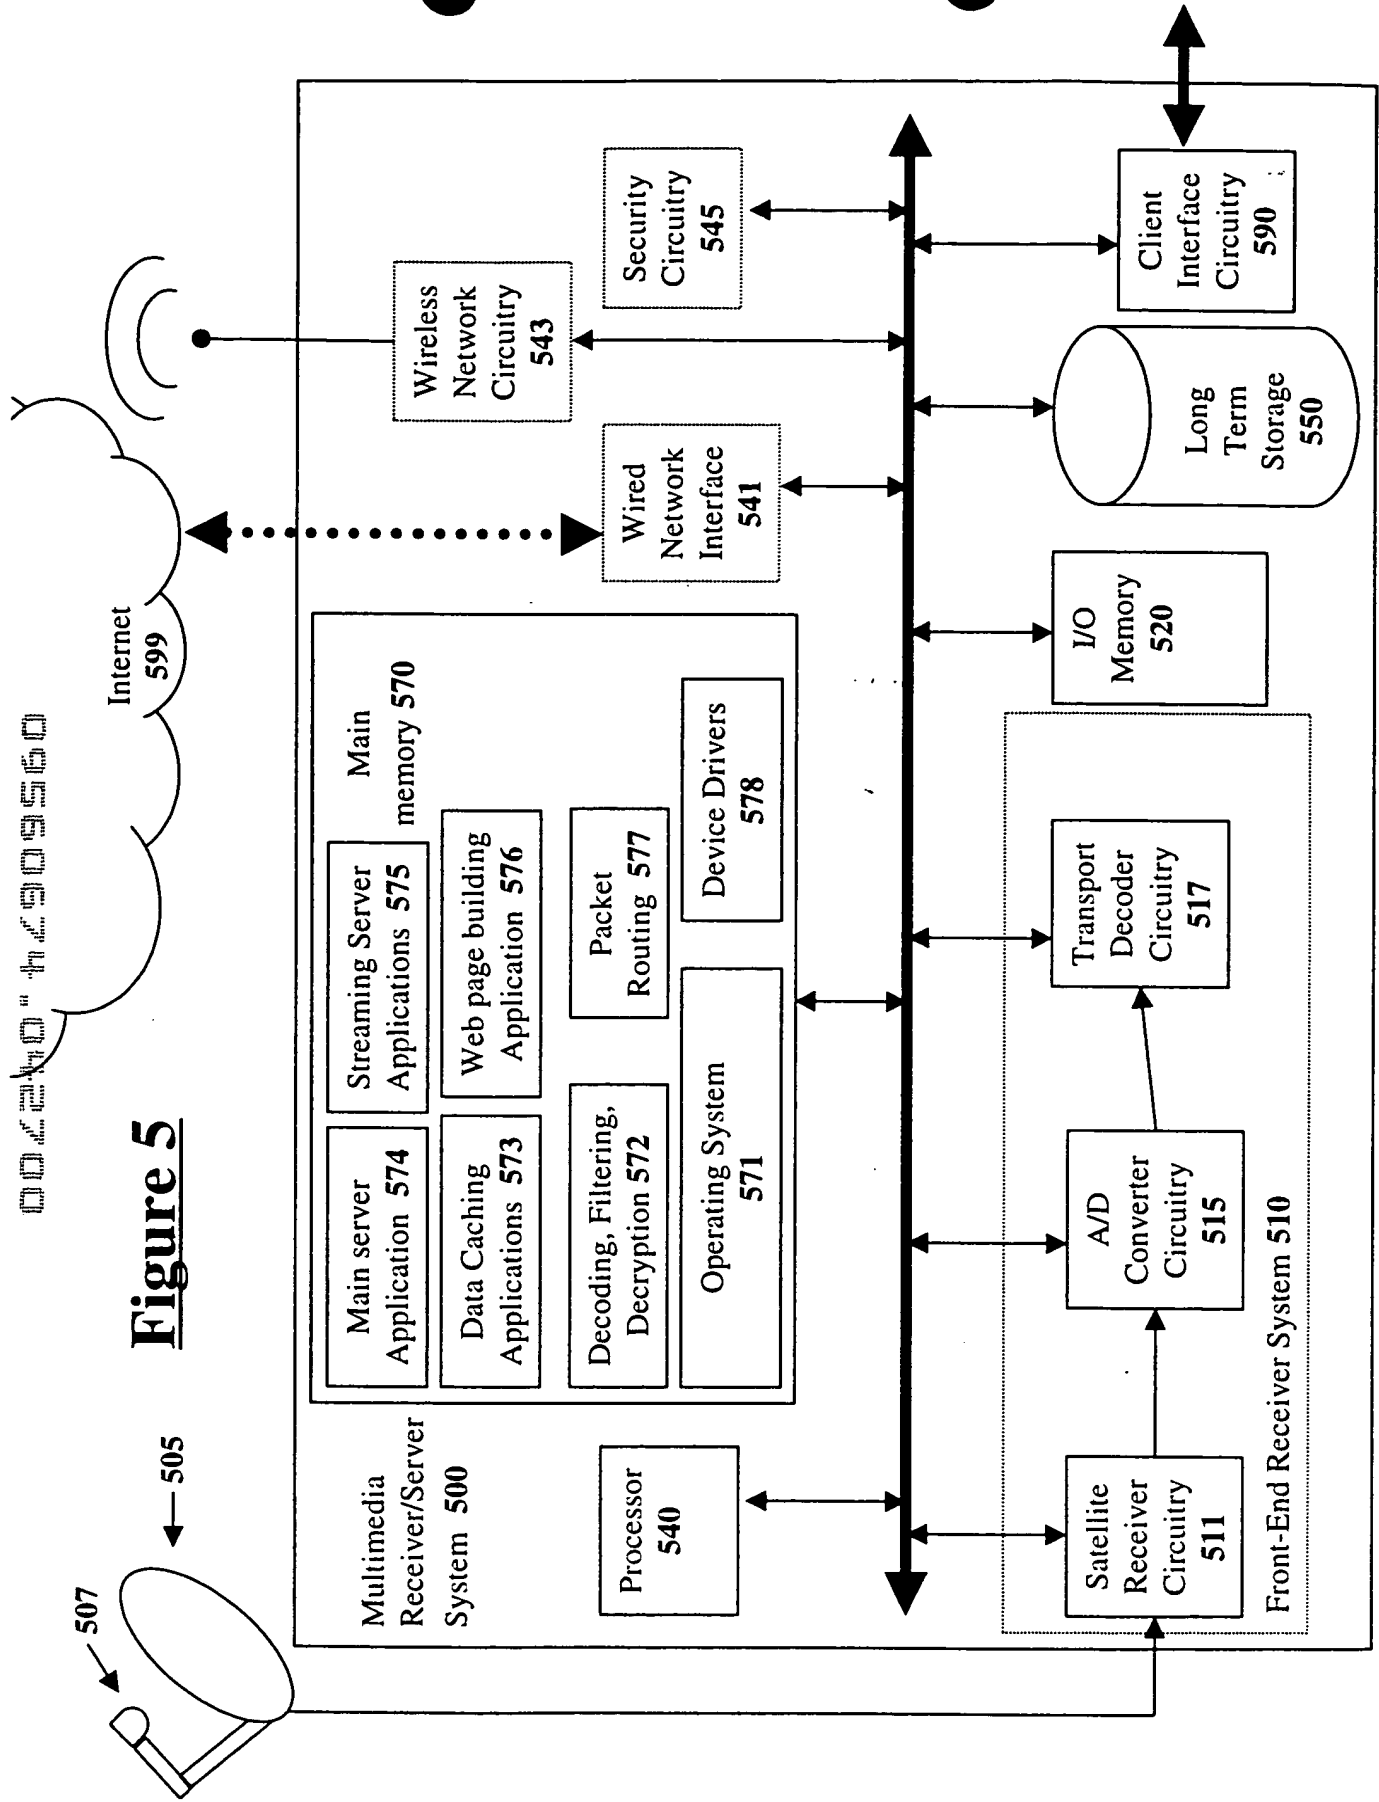 507
505
Figure 5
Internet
599
Multimedia
Receiver/Server
System 500
Main server
Application 574
Streaming Server
Applications 575
Main
memory 570
Data Caching
Applications 573
Web page building
Application 576
Decoding, Filtering,
Decryption 572
Packet
Routing 577
Operating System
571
Device Drivers
578
Processor
540
Wired
Network
Interface
541
Wireless
Network
Circuitry
543
Security
Circuitry
545
Satellite
Receiver
Circuitry
511
A/D
Converter
Circuitry
515
Transport
Decoder
Circuitry
517
Front-End Receiver System 510
I/O
Memory
520
Long
Term
Storage
550
Client
Interface
Circuitry
590